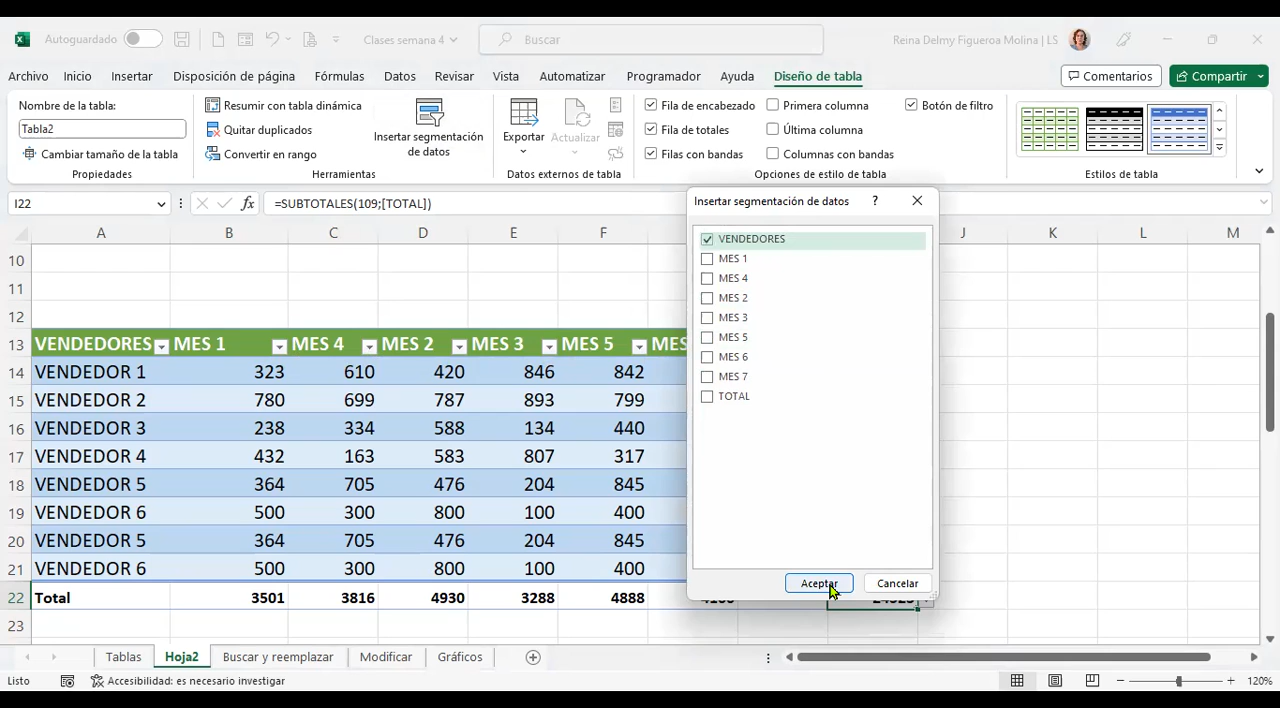 Autoguardado
Clases semana 4
Buscar
Reina Delmy Figueroa Molina | LS
Archivo Inicio Insertar Disposición de página Fórmulas Datos Revisar Vista Automatizar Programador Ayuda Diseño de tabla Comentarios Compartir
Nombre de la tabla:
Tabla2
Cambiar tamaño de la tabla
Propiedades
Resumir con tabla dinámica
Quitar duplicados
Convertir en rango
Insertar segmentación
de datos
Herramientas
Exportar Actualizar
Datos externos de tabla
Fila de encabezado Primera columna Botón de filtro
Fila de totales Última columna
Filas con bandas Columnas con bandas
Opciones de estilo de tabla
Estilos de tabla
I22 fx =SUBTOTALES(109;[TOTAL])
Insertar segmentación de datos ?
VENDEDORES
MES 1
MES 4
MES 2
MES 3
MES 5
MES 6
MES 7
TOTAL
Aceptar Cancelar
A B C D E F J K L M
10
11
12
13 VENDEDORES MES 1 MES 4 MES 2 MES 3 MES 5 MES
14 VENDEDOR 1 323 610 420 846 842
15 VENDEDOR 2 780 699 787 893 799
16 VENDEDOR 3 238 334 588 134 440
17 VENDEDOR 4 432 163 583 807 317
18 VENDEDOR 5 364 705 476 204 845
19 VENDEDOR 6 500 300 800 100 400
20 VENDEDOR 5 364 705 476 204 845
21 VENDEDOR 6 500 300 800 100 400
22 Total 3501 3816 4930 3288 4888
23
Tablas Hoja2 Buscar y reemplazar Modificar Gráficos
Listo Accesibilidad: es necesario investigar 120%